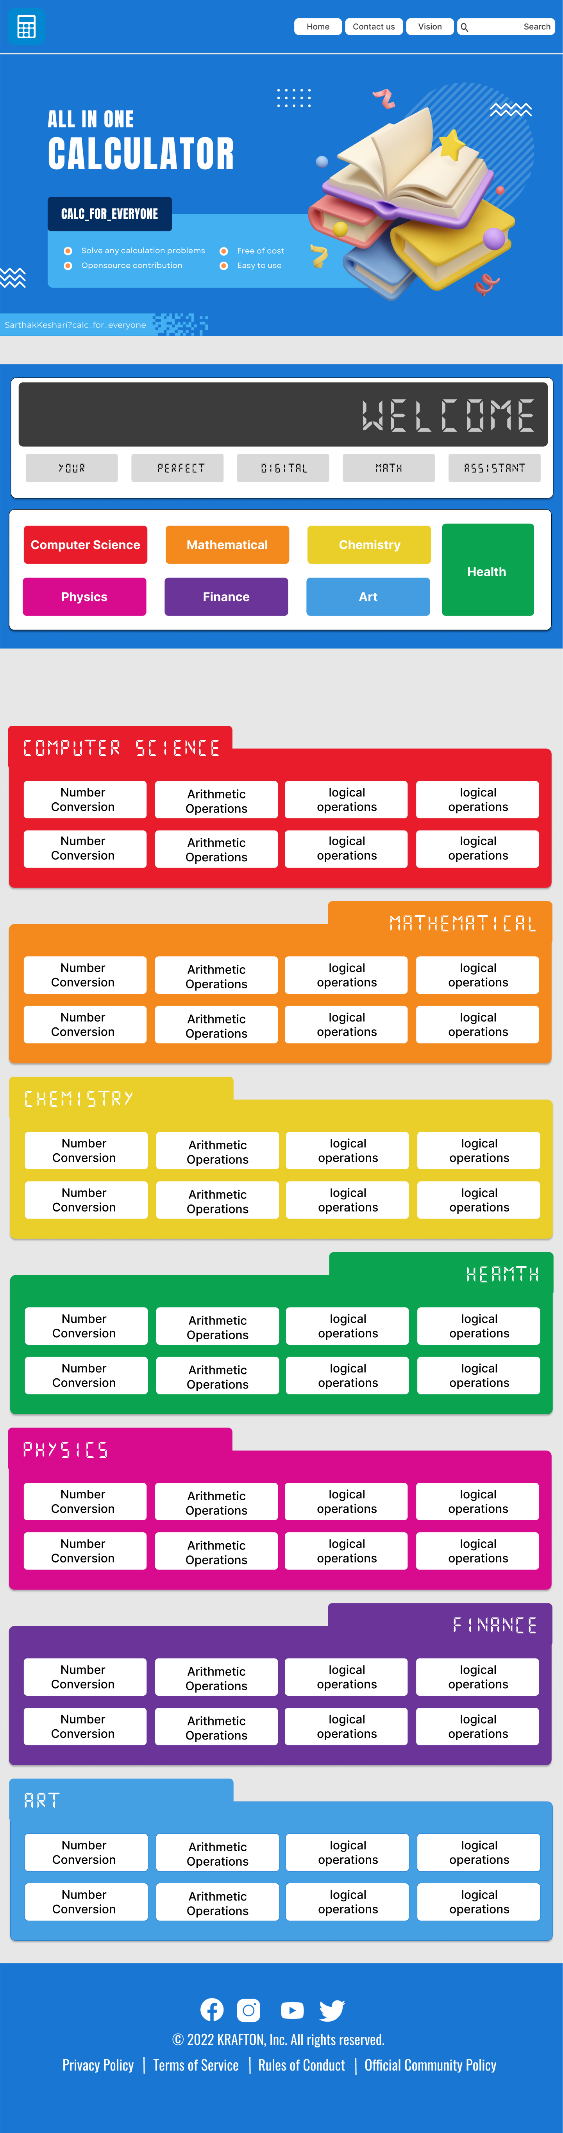 Home Contact us Vision Search
ALL IN ONE
CALCULATOR
CALC_FOR_EVERYONE
Solve any calculation problems Free of cost
Opensource contribution Easy to use
SarthakKeshari?calc_for_everyone
WELCOME
YOUR PERFECT DIGITAL MATH ASSISTANT
Computer Science Mathematical Chemistry
Health
Physics Finance Art
COMPUTER SCIENCE
Number Arithmetic logical logical
Conversion Operations operations operations
Number Arithmetic logical logical
Conversion Operations operations operations
MATHEMATICAL
Number Arithmetic logical logical
Conversion Operations operations operations
Number Arithmetic logical logical
Conversion Operations operations operations
CHEMISTRY
Number Arithmetic logical logical
Conversion Operations operations operations
Number Arithmetic logical logical
Conversion Operations operations operations
HEAMTH
Number Arithmetic logical logical
Conversion Operations operations operations
Number Arithmetic logical logical
Conversion Operations operations operations
PHYSICS
Number Arithmetic logical logical
Conversion Operations operations operations
Number Arithmetic logical logical
Conversion Operations operations operations
FINANCE
Number Arithmetic logical logical
Conversion Operations operations operations
Number Arithmetic logical logical
Conversion Operations operations operations
ART
Number Arithmetic logical logical
Conversion Operations operations operations
Number Arithmetic logical logical
Conversion Operations operations operations
© 2022 KRAFTON, Inc. All rights reserved.
Privacy Policy | Terms of Service | Rules of Conduct | Official Community Policy